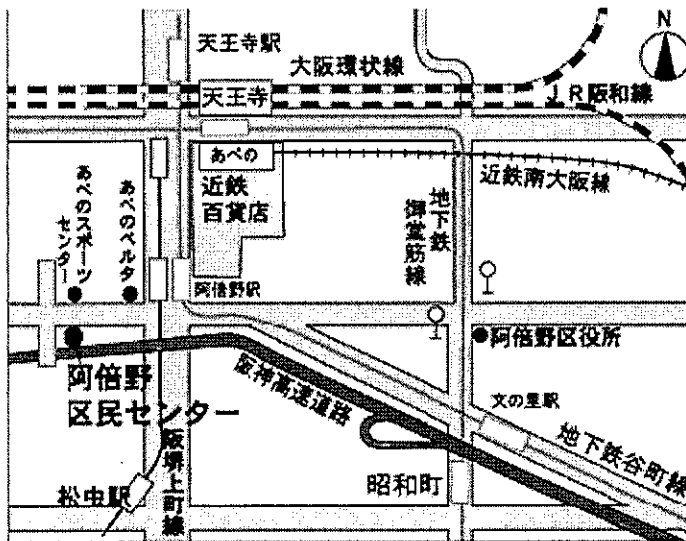 天王寺駅
N
大阪環状線
天王寺
JR阪和線
あべの
近鉄
百貨店
近鉄南大阪線
地下鉄
御堂筋線
あべのベルタ
あべのスポーツ
センター
阿倍野駅
阿倍野区役所
阪神高速道路
阿倍野
区民センター
文の里駅
地下鉄谷町線
阪堺上町線
昭和町
松虫駅